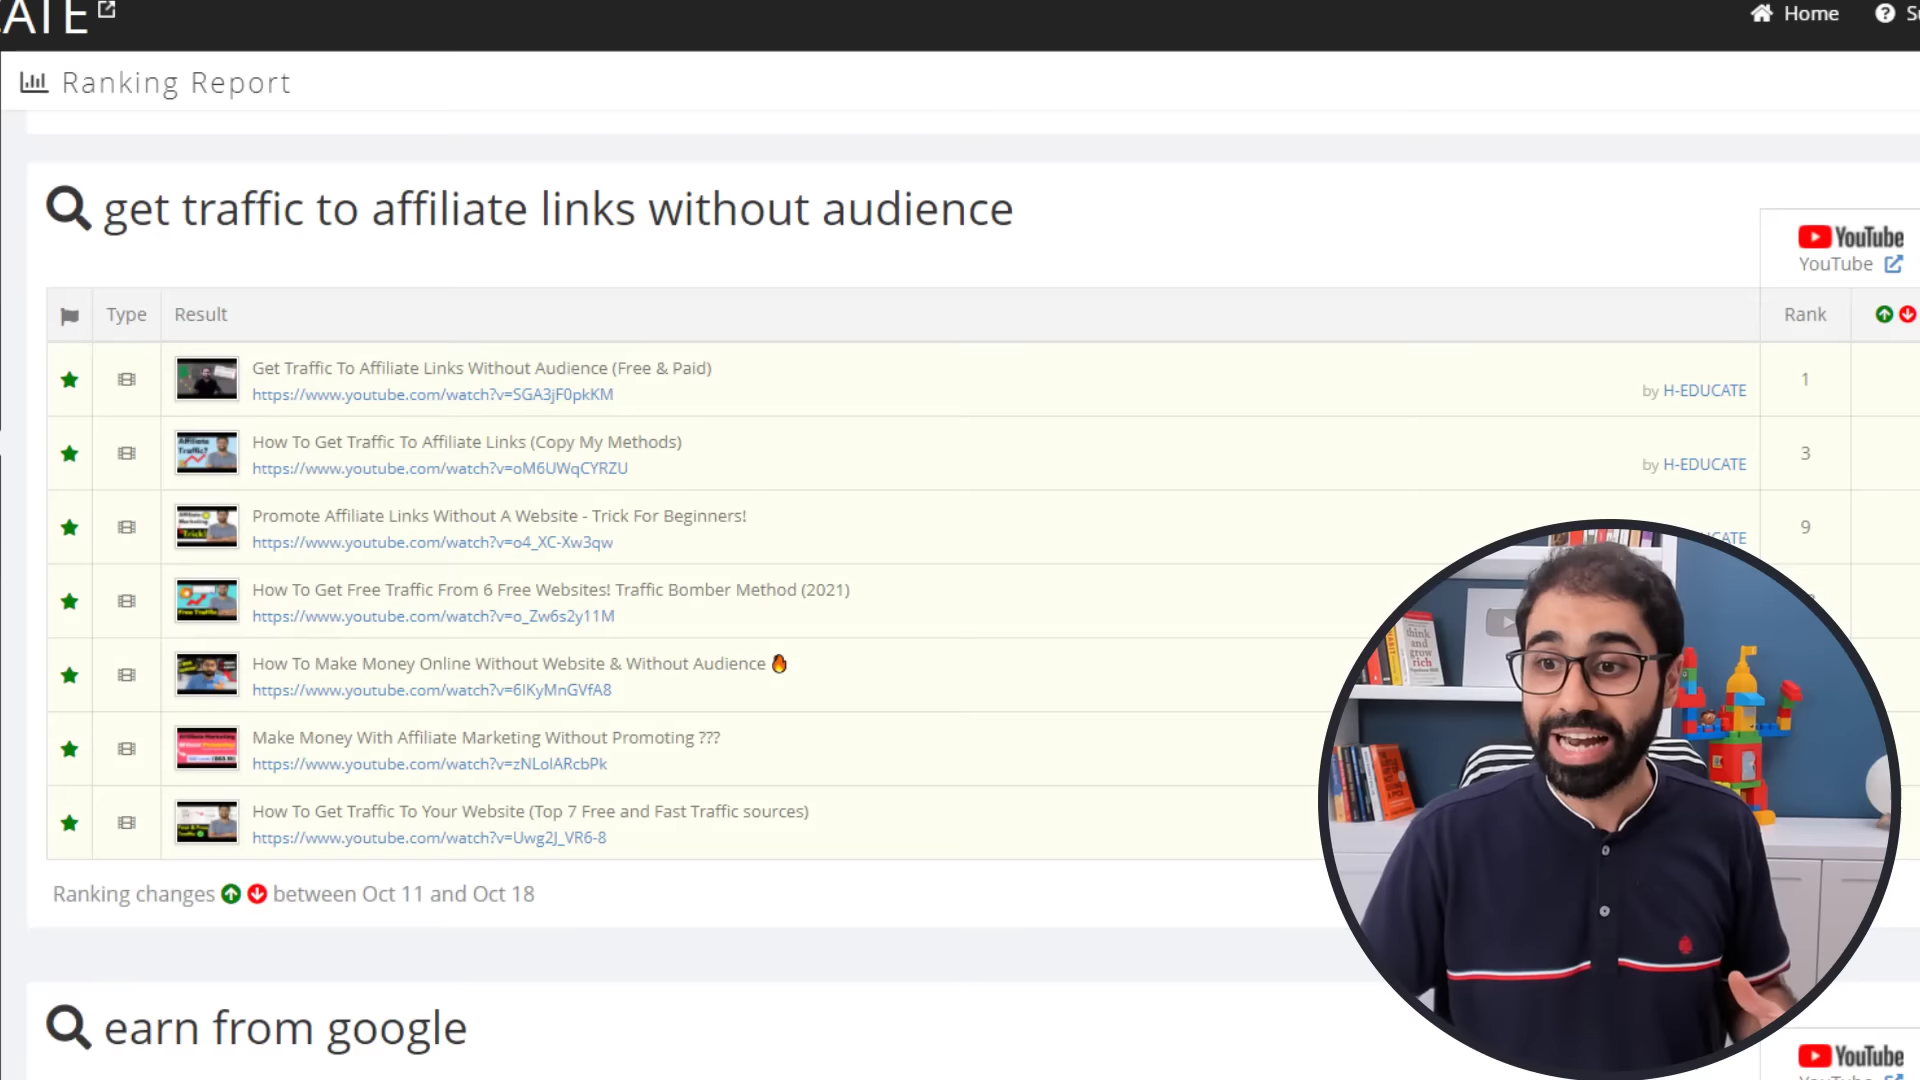 Home
Ranking Report
get traffic to affiliate links without audience
YouTube
YouTube
Type Result Rank
Get Traffic To Affiliate Links Without Audience (Free & Paid)
https://www.youtube.com/watch?v=SGA3jF0pkKM
by H-EDUCATE
1
How To Get Traffic To Affiliate Links (Copy My Methods)
https://www.youtube.com/watch?v=oM6UWqCYRZU
by H-EDUCATE
3
Promote Affiliate Links Without A Website - Trick For Beginners!
https://www.youtube.com/watch?v=o4_XC-Xw3qw
9
How To Get Free Traffic From 6 Free Websites! Traffic Bomber Method (2021)
https://www.youtube.com/watch?v=o_Zw6s2y11M
How To Make Money Online Without Website & Without Audience
https://www.youtube.com/watch?v=6IKyMnGVfA8
Make Money With Affiliate Marketing Without Promoting ???
https://www.youtube.com/watch?v=zNLolARcbPk
How To Get Traffic To Your Website (Top 7 Free and Fast Traffic sources)
https://www.youtube.com/watch?v=Uwg2J_VR6-8
Ranking changes between Oct 11 and Oct 18
think
and
grow
rich
earn from google
YouTube